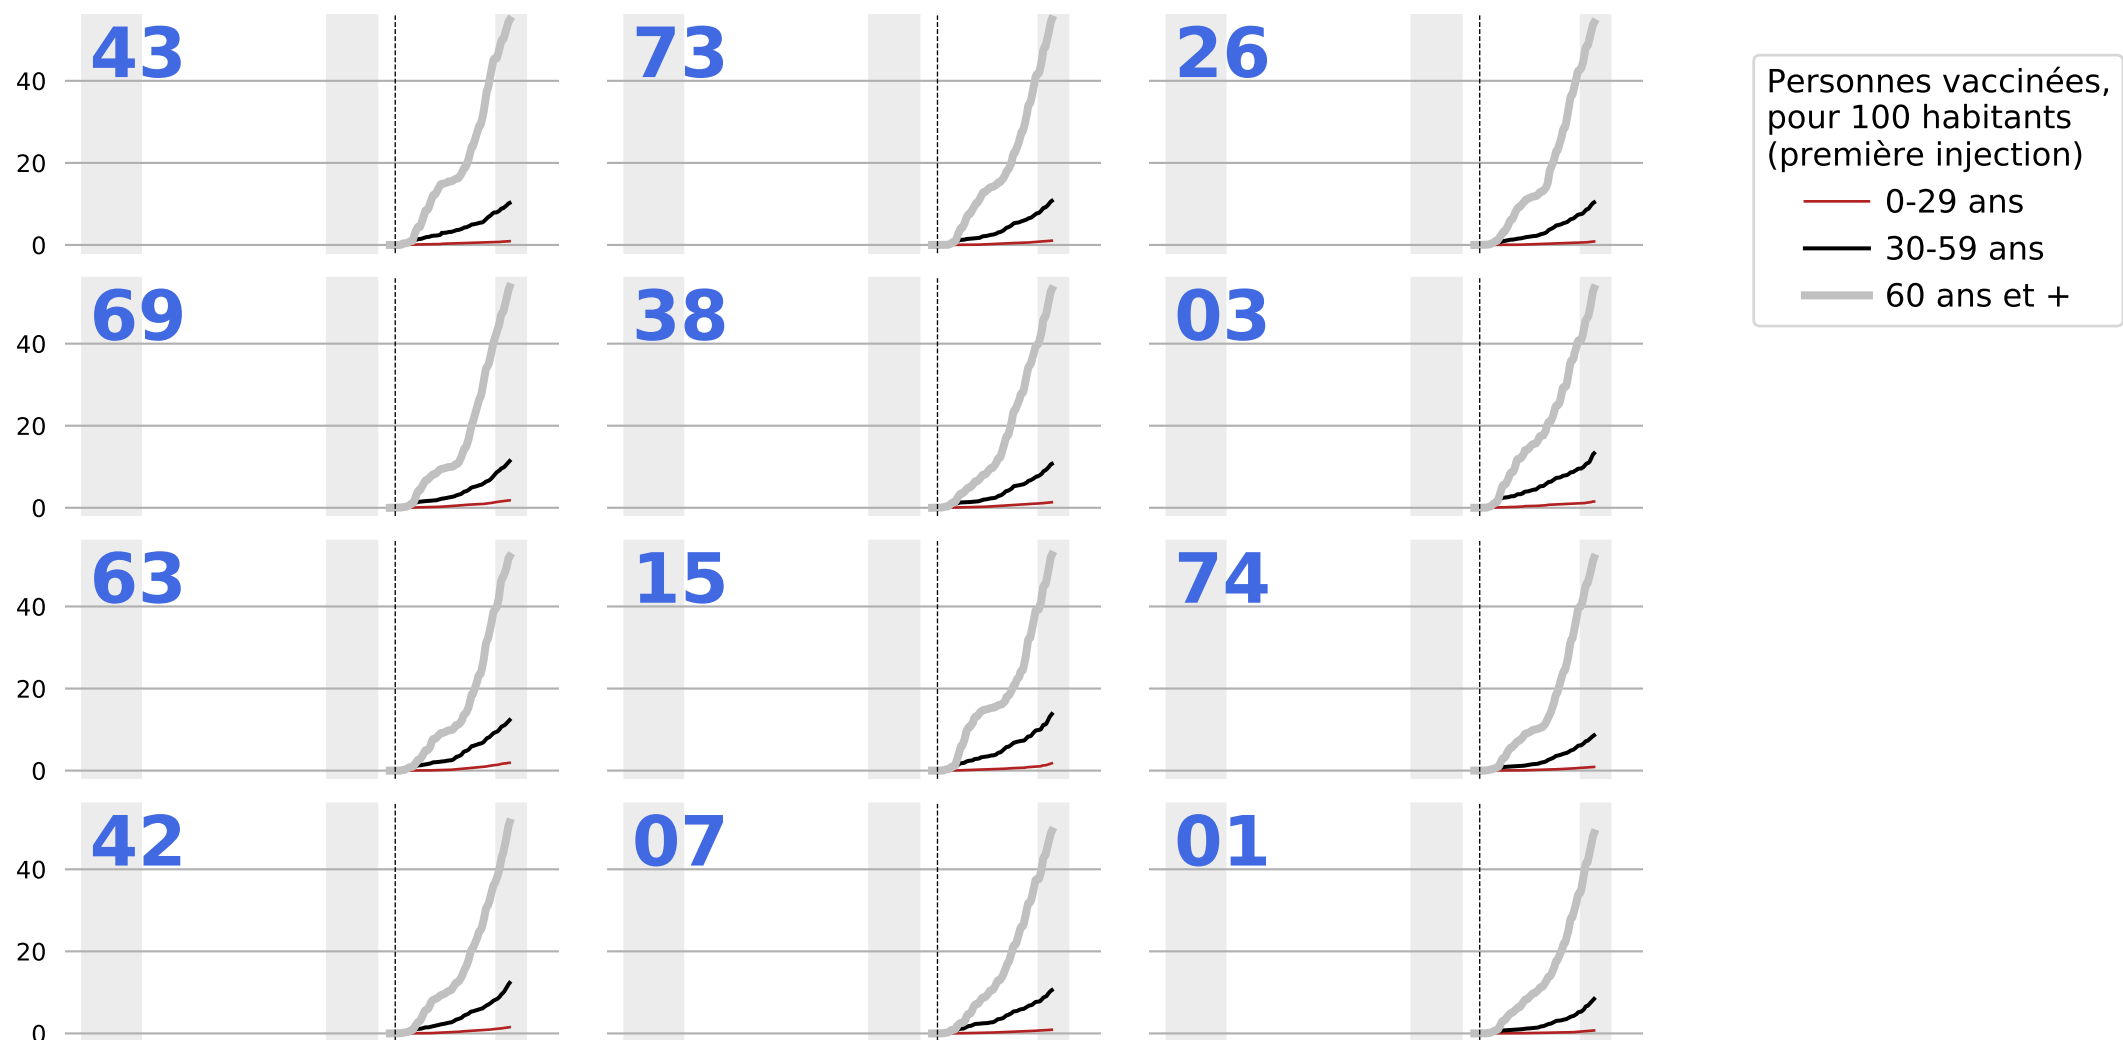 43 73 26
40
20
0
Personnes vaccinées,
pour 100 habitants
(première injection)
0-29 ans
30-59 ans
60 ans et +
69 38 03
40
20
0
63 15 74
40
20
0
42 07 01
40
20
0